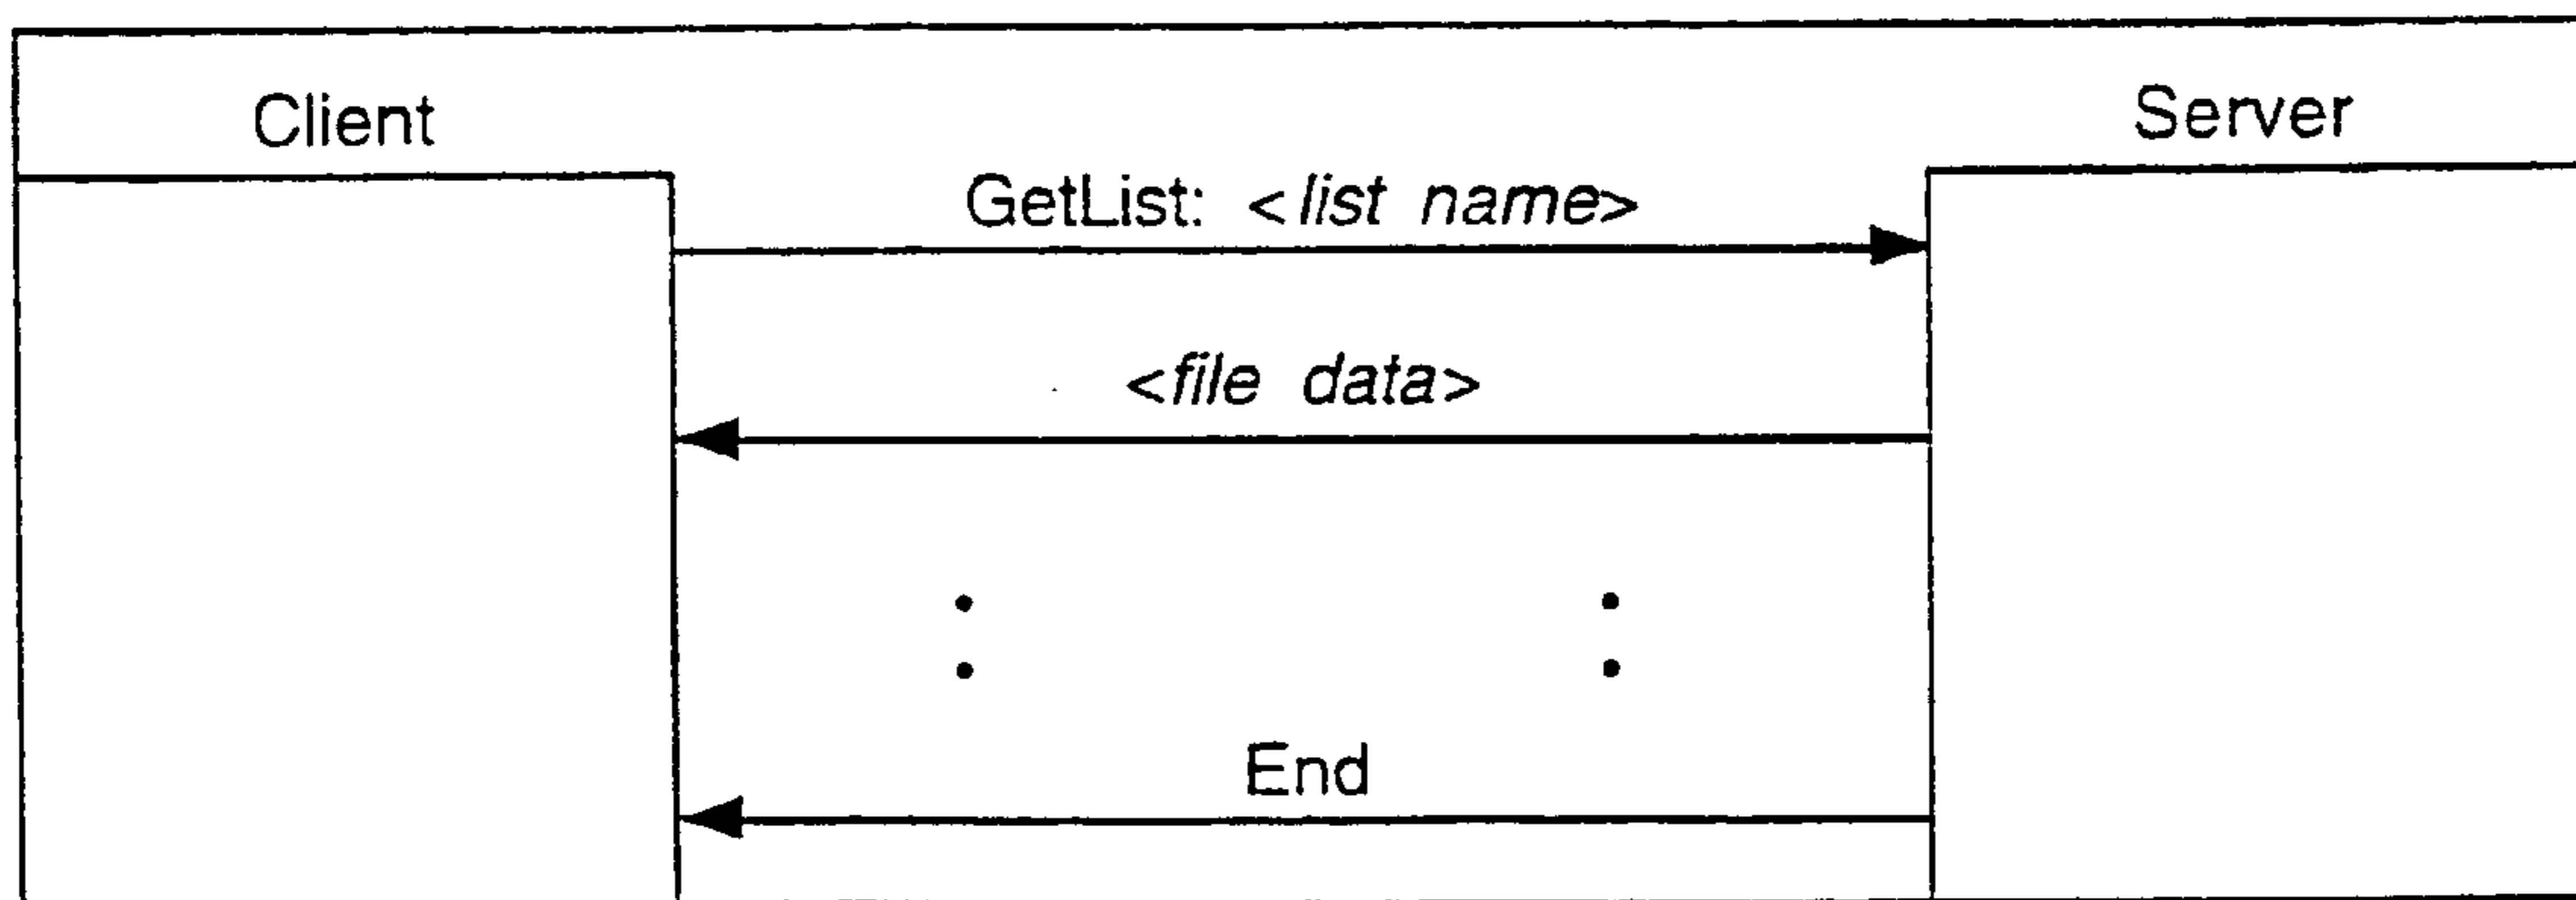 Client
Server
GetList: <list name>
<file data>
End